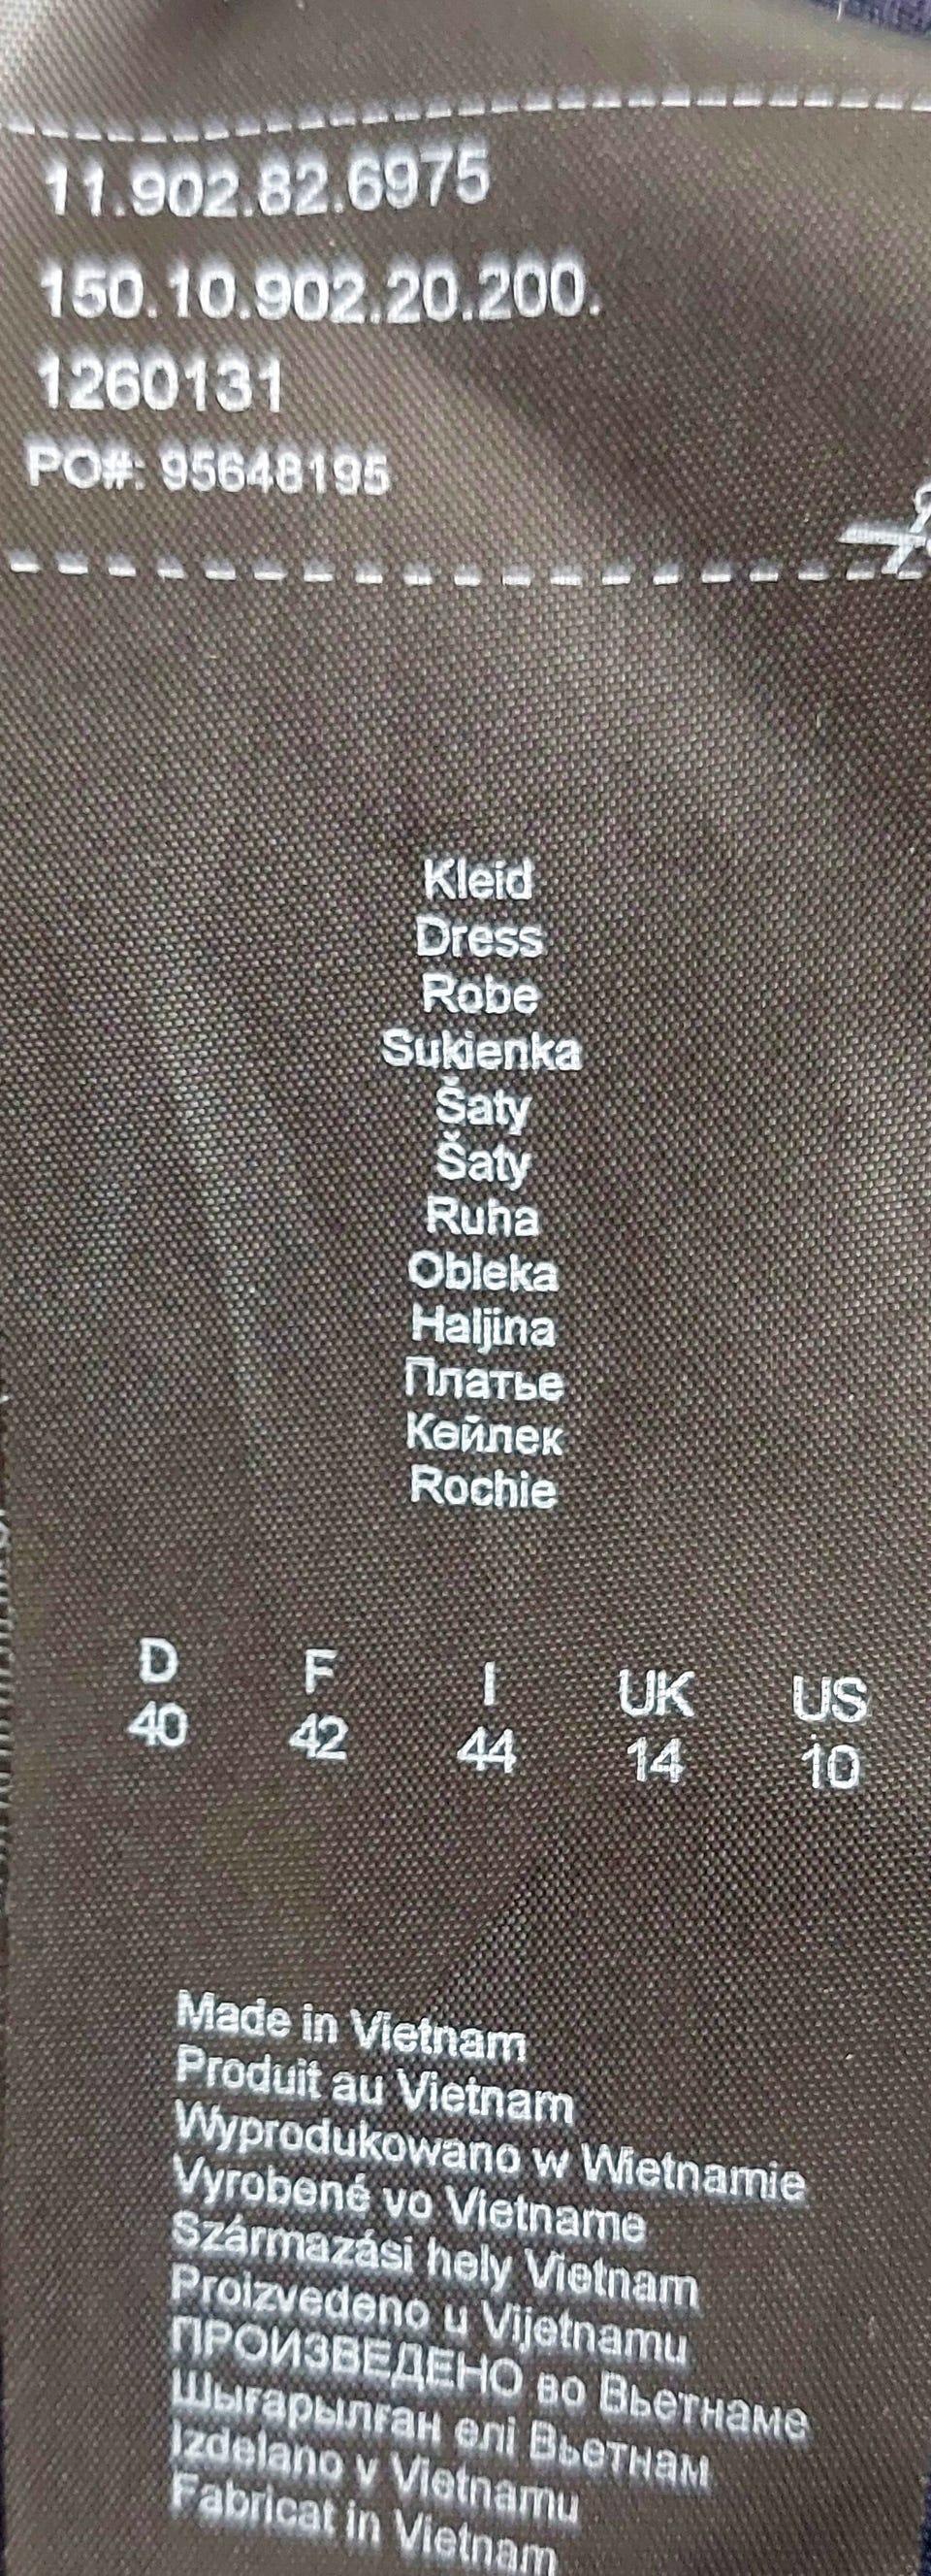 11.902.82.6975
150.10.902.20.200.
1260131
PO#: 95648195
Kleid
Dress
Robe
Sukienka
Šaty
Šaty
Ruha
Obleka
Haljina
Платье
Көйлек
Rochie
D F I UK US
40 42 44 14 10
Made in Vietnam
Produit au Vietnam
Wyprodukowano w Wietnamie
Vyrobené vo Vietname
Származási hely Vietnam
Proizvedeno u Vijetnamu
ПРОИЗВЕДЕНО во Вьетнаме
Шығарылған елі Вьетнам
Izdelano v Vietnamu
Fabricat in Vietnam